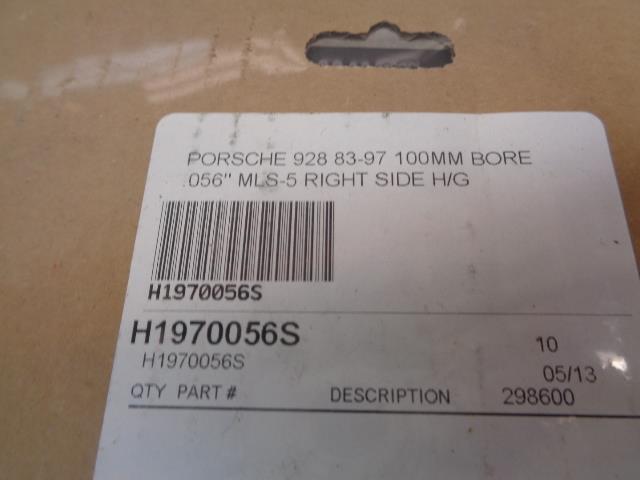 PORSCHE 928 83-97 100MM BORE
.056" MLS-5 RIGHT SIDE H/G
H1970056S
H1970056S 10
H1970056S 05/13
QTY PART # DESCRIPTION 298600